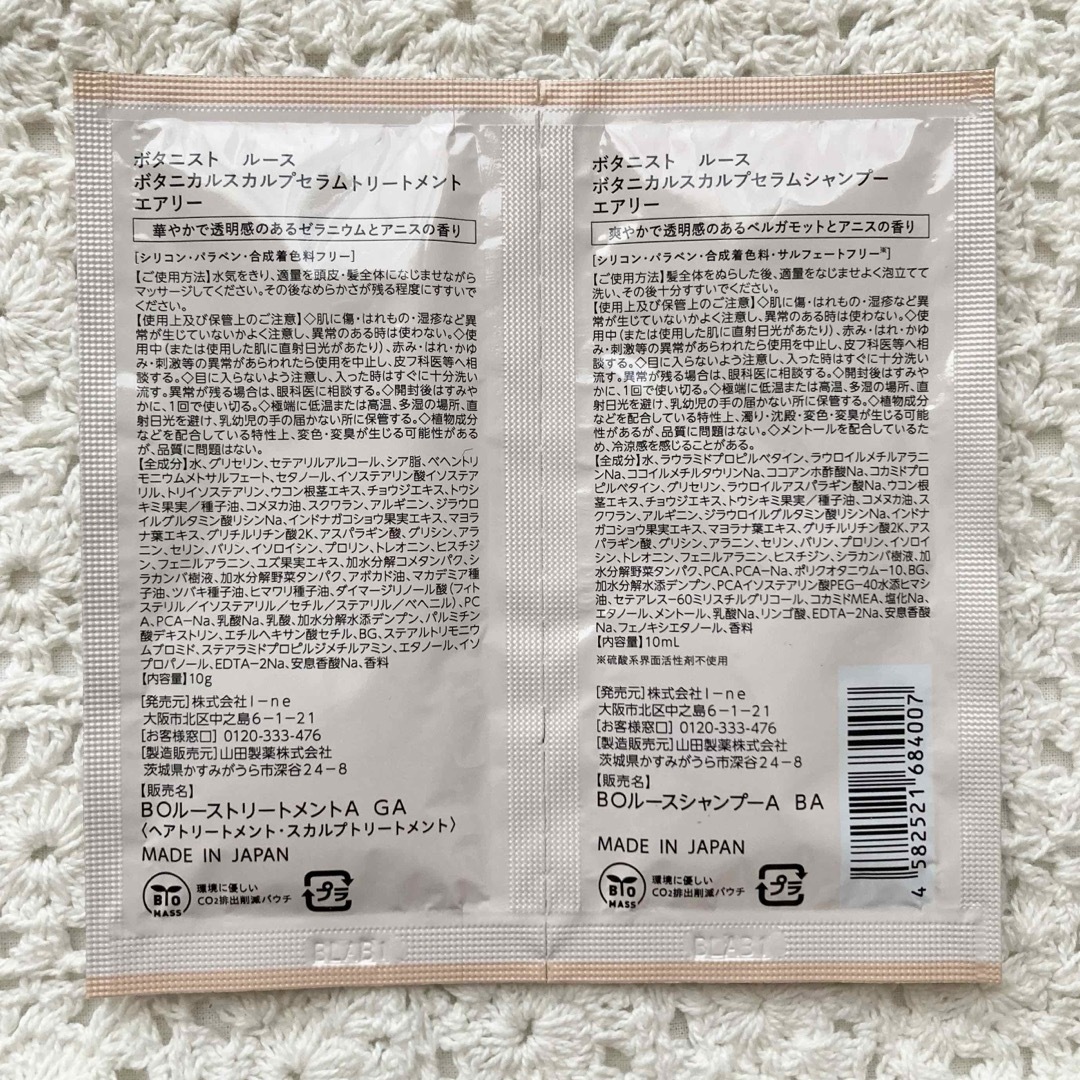 ボタニスト　ルース
ボタニカルスカルプセラムトリートメント
エアリー
華やかで透明感のあるゼラニウムとアニスの香り
[シリコン・パラベン・合成着色料フリー]
【ご使用方法】水気をきり、適量を頭皮・髪全体になじませながら
マッサージしてください。その後なめらかさが残る程度にすすいで
ください。
【使用上及び保管上のご注意】◇肌に傷・はれもの・湿疹など異
常が生じていないかよく注意し、異常のある時は使わない。◇使
用中(または使用した肌に直射日光があたり)、赤み・はれ・かゆ
み・刺激等の異常があらわれたら使用を中止し、皮フ科医等へ相
談する。◇目に入らないよう注意し、入った時はすぐに十分洗い
流す。異常が残る場合は、眼科医に相談する。◇開封後はすみや
かに、1回で使い切る。◇極端に低温または高温、多湿の場所、直
射日光を避け、乳幼児の手の届かない所に保管する。◇植物成分
などを配合している特性上、変色・変臭が生じる可能性がある
が、品質に問題はない。
【全成分】水、グリセリン、セテアリルアルコール、シア脂、ベヘントリ
モニウムメトサルフェート、セタノール、イソステアリン酸イソステア
リル、トリイソステアリン、ウコン根茎エキス、チョウジエキス、トウシ
キミ果実／種子油、コメヌカ油、スクワラン、アルギニン、ジラウロ
イルグルタミン酸リシンNa、インドナガコショウ果実エキス、マヨラ
ナ葉エキス、グリチルリチン酸2K、アスパラギン酸、グリシン、アラ
ニン、セリン、バリン、イソロイシン、プロリン、トレオニン、ヒスチジ
ン、フェニルアラニン、ユズ果実エキス、加水分解コメタンパク、シ
ラカンバ樹液、加水分解野菜タンパク、アボカド油、マカデミア種
子油、ツバキ種子油、ヒマワリ種子油、ダイマージリノール酸(フィト
ステリル／イソステアリル／セチル／ステアリル／ベヘニル)、PC
A、PCA-Na、乳酸Na、乳酸、加水分解水添デンプン、パルミチン
酸デキストリン、エチルヘキサン酸セチル、BG、ステアルトリモニウ
ムブロミド、ステアラミドプロピルジメチルアミン、エタノール、イソ
プロパノール、EDTA-2Na、安息香酸Na、香料
【内容量】10g
[発売元]株式会社I-ne
大阪市北区中之島6-1-21
[お客様窓口] 0120-333-476
[製造販売元]山田製薬株式会社
茨城県かすみがうら市深谷24-8
【販売名】
BOルーストリートメントA　GA
〈ヘアトリートメント・スカルプトリートメント〉
MADE IN JAPAN
BIO
MASS
環境に優しい
CO2排出削減パウチ
プラ
BLAB1
ボタニスト　ルース
ボタニカルスカルプセラムシャンプー
エアリー
爽やかで透明感のあるベルガモットとアニスの香り
[シリコン・パラベン・合成着色料・サルフェートフリー※]
【ご使用方法】髪全体をぬらした後、適量をなじませよく泡立てて
洗い、その後十分すすいでください。
【使用上及び保管上のご注意】◇肌に傷・はれもの・湿疹など異
常が生じていないかよく注意し、異常のある時は使わない。◇使
用中(または使用した肌に直射日光があたり)、赤み・はれ・かゆ
み・刺激等の異常があらわれたら使用を中止し、皮フ科医等へ相
談する。◇目に入らないよう注意し、入った時はすぐに十分洗い
流す。異常が残る場合は、眼科医に相談する。◇開封後はすみや
かに、1回で使い切る。◇極端に低温または高温、多湿の場所、直
射日光を避け、乳幼児の手の届かない所に保管する。◇植物成分
などを配合している特性上、濁り・沈殿・変色・変臭が生じる可能
性があるが、品質に問題はない。◇メントールを配合しているた
め、冷涼感を感じることがある。
【全成分】水、ラウラミドプロピルベタイン、ラウロイルメチルアラニ
ンNa、ココイルメチルタウリンNa、ココアンホ酢酸Na、コカミドプ
ロピルベタイン、グリセリン、ラウロイルアスパラギン酸Na、ウコン根
茎エキス、チョウジエキス、トウシキミ果実／種子油、コメヌカ油、ス
クワラン、アルギニン、ジラウロイルグルタミン酸リシンNa、インドナ
ガコショウ果実エキス、マヨラナ葉エキス、グリチルリチン酸2K、アス
パラギン酸、グリシン、アラニン、セリン、バリン、プロリン、イソロイ
シン、トレオニン、フェニルアラニン、ヒスチジン、シラカンバ樹液、加
水分解野菜タンパク、PCA、PCA-Na、ポリクオタニウム-10、BG、
加水分解水添デンプン、PCAイソステアリン酸PEG-40水添ヒマシ
油、セテアレス-60ミリスチルグリコール、コカミドMEA、塩化Na、
エタノール、メントール、乳酸Na、リンゴ酸、EDTA-2Na、安息香酸
Na、フェノキシエタノール、香料
【内容量】10mL
※硫酸系界面活性剤不使用
[発売元]株式会社I-ne
大阪市北区中之島6-1-21
[お客様窓口] 0120-333-476
[製造販売元]山田製薬株式会社
茨城県かすみがうら市深谷24-8
【販売名】
BOルースシャンプーA　BA
MADE IN JAPAN
BIO
MASS
環境に優しい
CO2排出削減パウチ
プラ
4 582521 684007
BLAB1